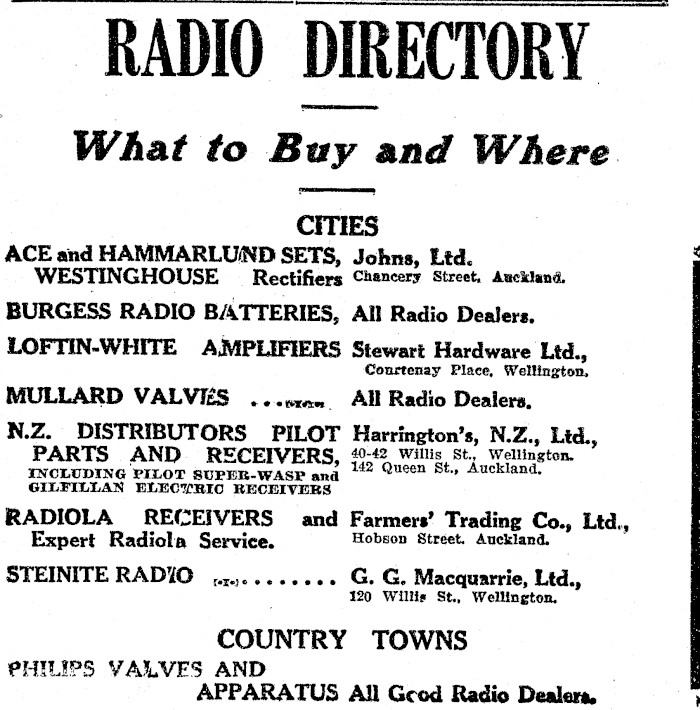 RADIO DIRECTORY
What to Buy and Where
CITIES
ACE and HAMMARLUND SETS, Johns, Ltd.
WESTINGHOUSE Rectifiers Chancery Street, Auckland.
BURGESS RADIO BATTERIES, All Radio Dealers.
LOFTIN-WHITE AMPLIFIERS Stewart Hardware Ltd.,
Courtenay Place, Wellington.
MULLARD VALVES ... All Radio Dealers.
N.Z. DISTRIBUTORS PILOT Harrington's, N.Z., Ltd.,
PARTS AND RECEIVERS, 40-42 Willis St., Wellington.
INCLUDING PILOT SUPER-WASP and 142 Queen St., Auckland.
GILFILLAN ELECTRIC RECEIVERS
RADIOLA RECEIVERS and Farmers' Trading Co., Ltd.,
Expert Radiola Service. Hobson Street, Auckland.
STEINITE RADIO ........ G. G. Macquarrie, Ltd.,
120 Willis St., Wellington.
COUNTRY TOWNS
PHILIPS VALVES AND
APPARATUS All Good Radio Dealers.